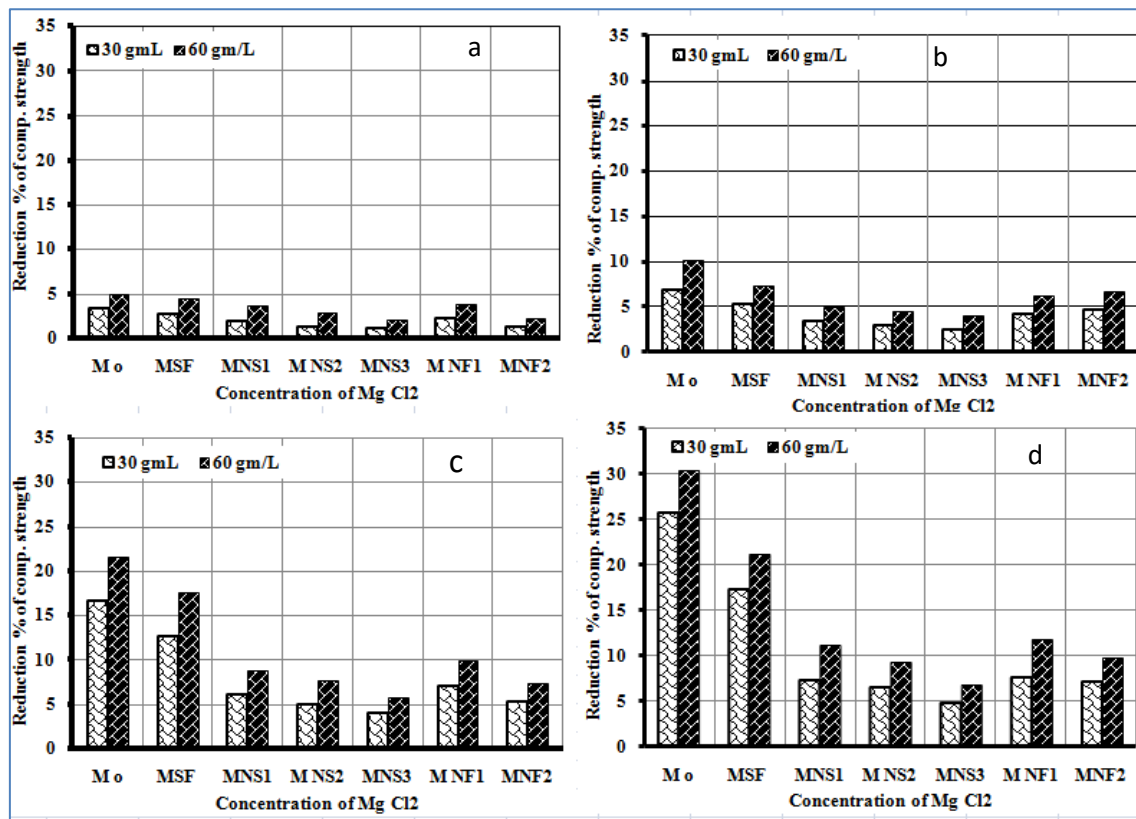 Reduction % of comp. strength
35
30
25
20
15
10
5
0
30 gmL 60 gm/L
a
M o MSF MNS1 M NS2 MNS3 M NF1 MNF2
Concentration of Mg Cl2
Reduction % of comp. strength
35
30
25
20
15
10
5
0
30 gmL 60 gm/L
b
M o MSF MNS1 M NS2 MNS3 M NF1 MNF2
Concentration of Mg Cl2
Reduction % of comp. strength
35
30
25
20
15
10
5
0
30 gmL 60 gm/L
c
M o MSF MNS1 M NS2 MNS3 M NF1 MNF2
Concentration of Mg Cl2
Reduction % of comp. strength
35
30
25
20
15
10
5
0
30 gmL 60 gm/L
d
M o MSF MNS1 M NS2 MNS3 M NF1 MNF2
Concentration of Mg Cl2